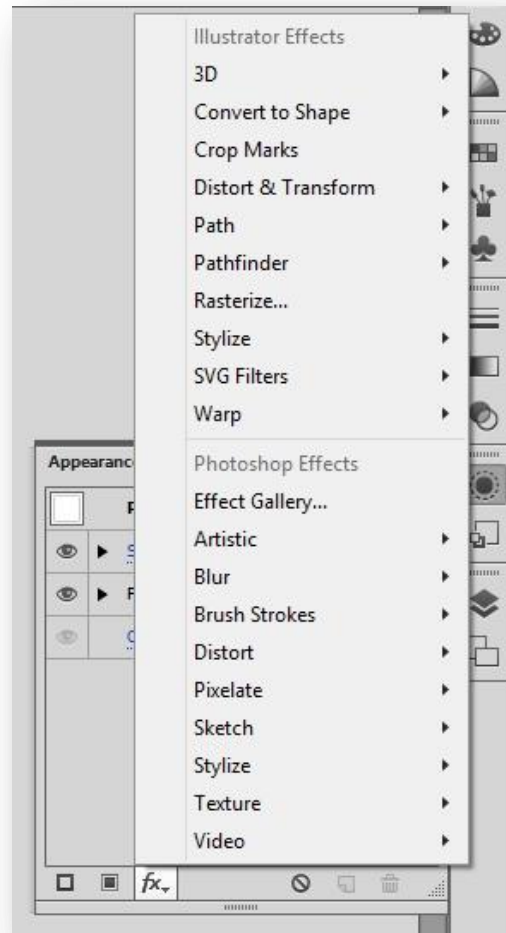 Illustrator Effects
3D
Convert to Shape
Crop Marks
Distort & Transform
Path
Pathfinder
Rasterize...
Stylize
SVG Filters
Warp
Photoshop Effects
Effect Gallery...
Artistic
Blur
Brush Strokes
Distort
Pixelate
Sketch
Stylize
Texture
Video
fx